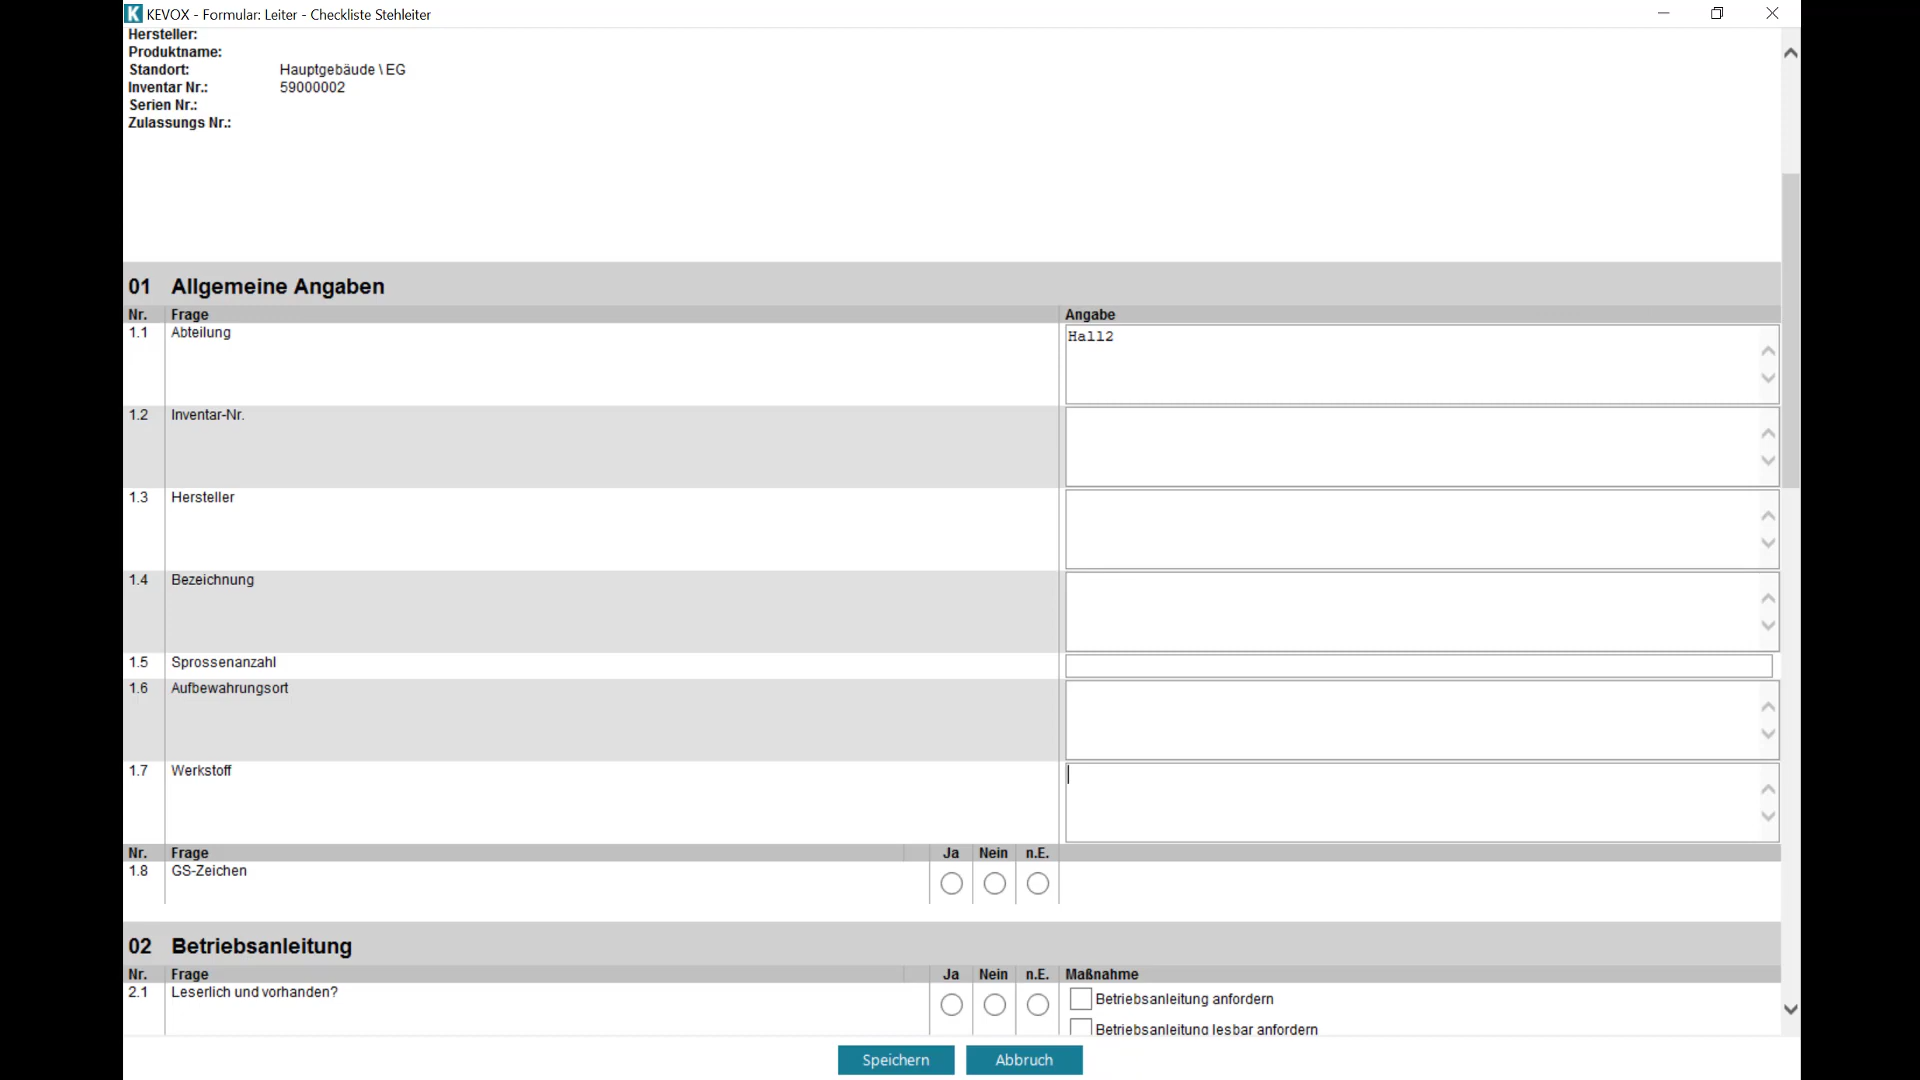 K KEVOX - Formular: Leiter - Checkliste Stehleiter
Hersteller:
Produktname:
Standort: Hauptgebäude \ EG
Inventar Nr.: 59000002
Serien Nr.:
Zulassungs Nr.:
01 Allgemeine Angaben
Nr. Frage Angabe
1.1 Abteilung Hall2
1.2 Inventar-Nr.
1.3 Hersteller
1.4 Bezeichnung
1.5 Sprossenanzahl
1.6 Aufbewahrungsort
1.7 Werkstoff
Nr. Frage Ja Nein n.E.
1.8 GS-Zeichen
02 Betriebsanleitung
Nr. Frage Ja Nein n.E. Maßnahme
2.1 Leserlich und vorhanden? Betriebsanleitung anfordern
Betriebsanleitung lesbar anfordern
Speichern Abbruch